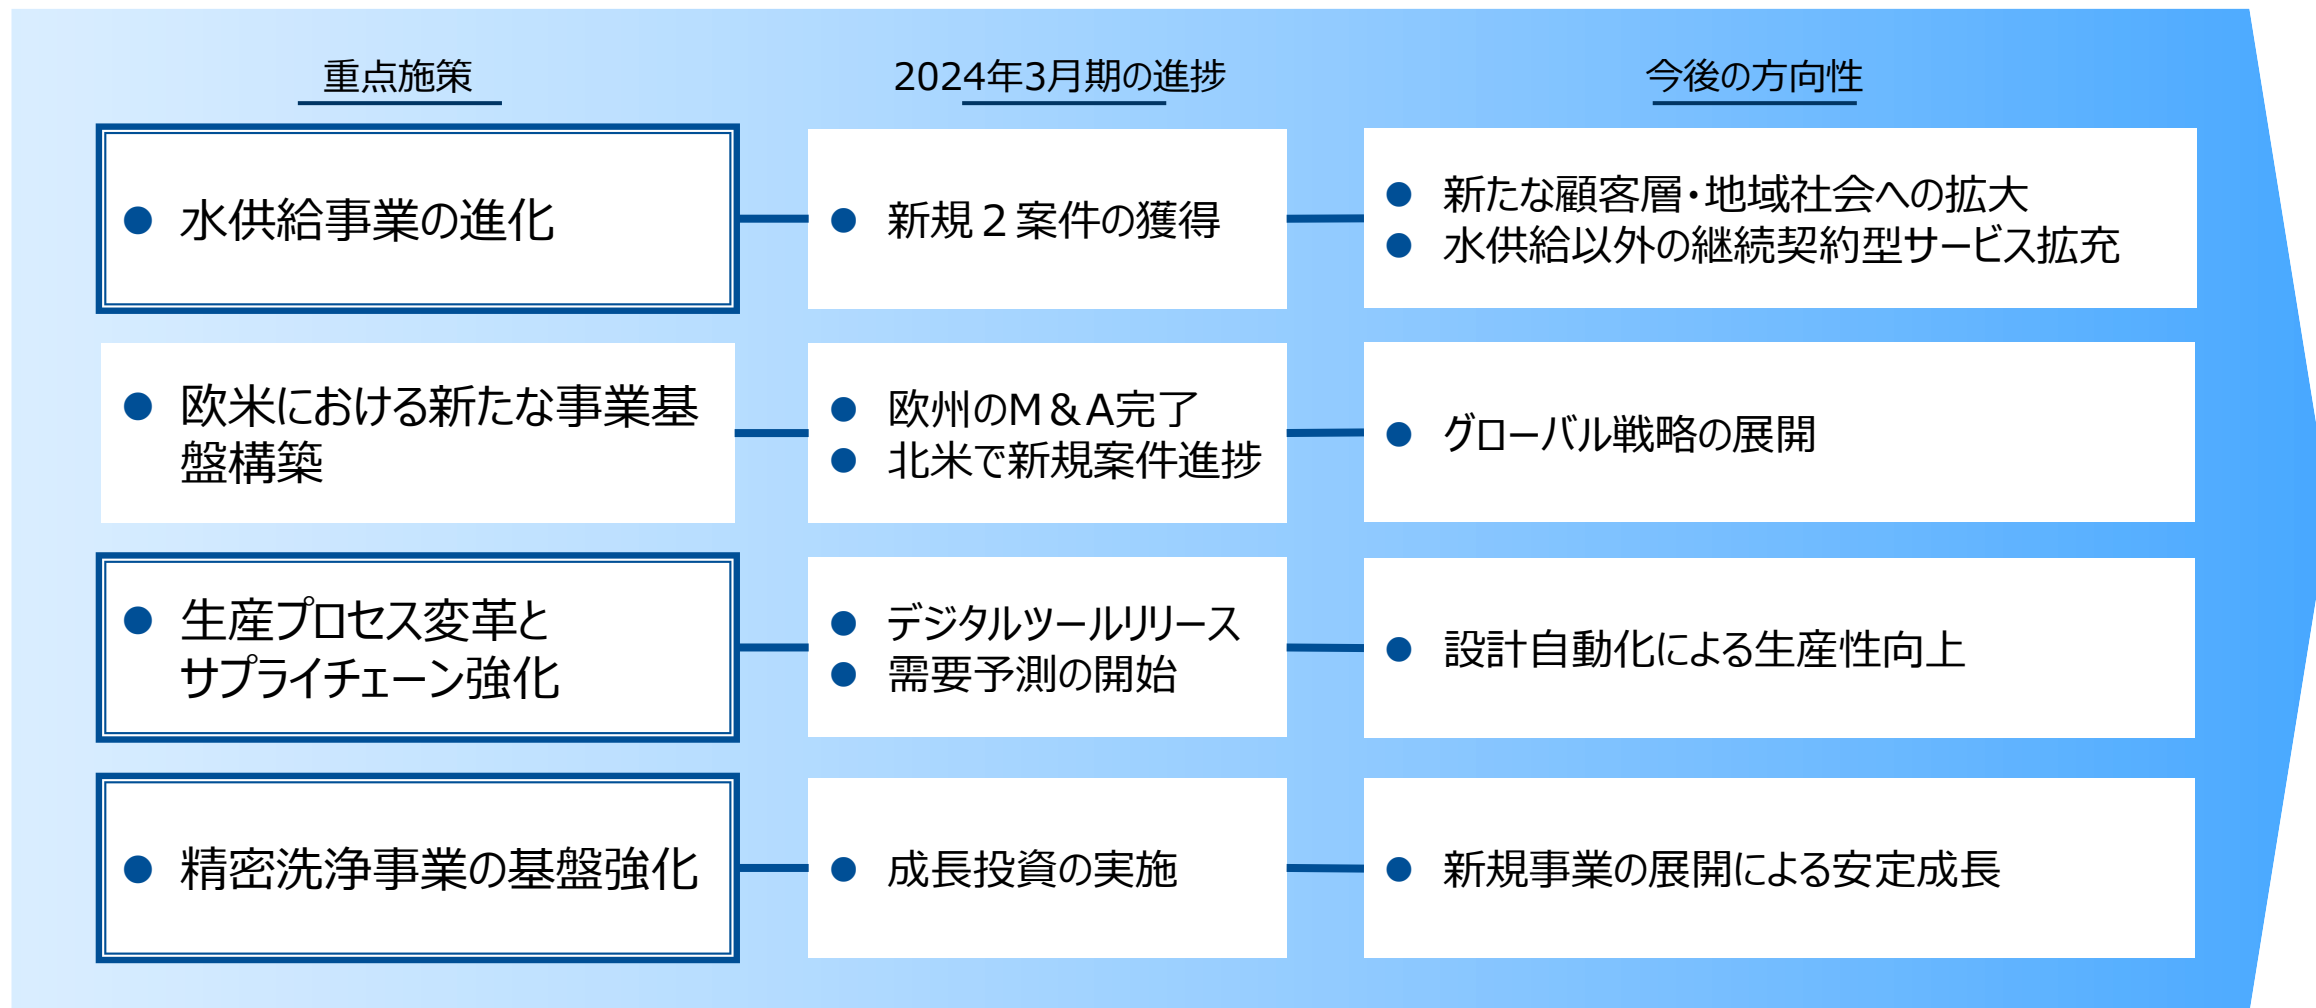 重点施策
2024年3月期の進捗
今後の方向性
● 水供給事業の進化
● 新規２案件の獲得
● 新たな顧客層・地域社会への拡大
● 水供給以外の継続契約型サービス拡充
● 欧米における新たな事業基
盤構築
● 欧州のM＆A完了
● 北米で新規案件進捗
● グローバル戦略の展開
● 生産プロセス変革と
サプライチェーン強化
● デジタルツールリリース
● 需要予測の開始
● 設計自動化による生産性向上
● 精密洗浄事業の基盤強化
● 成長投資の実施
● 新規事業の展開による安定成長